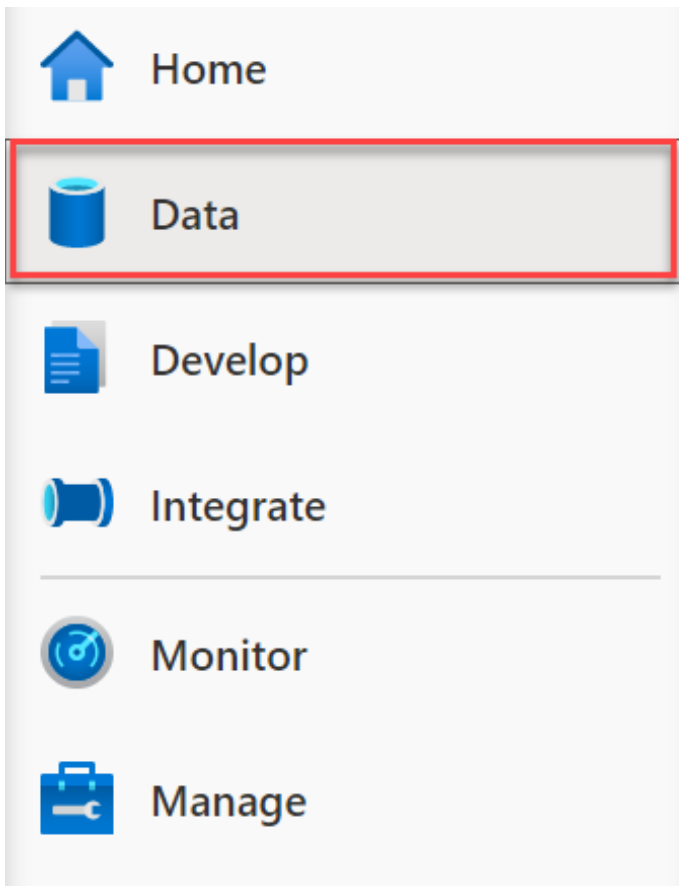 Home
Data
Develop
Integrate
Monitor
Manage